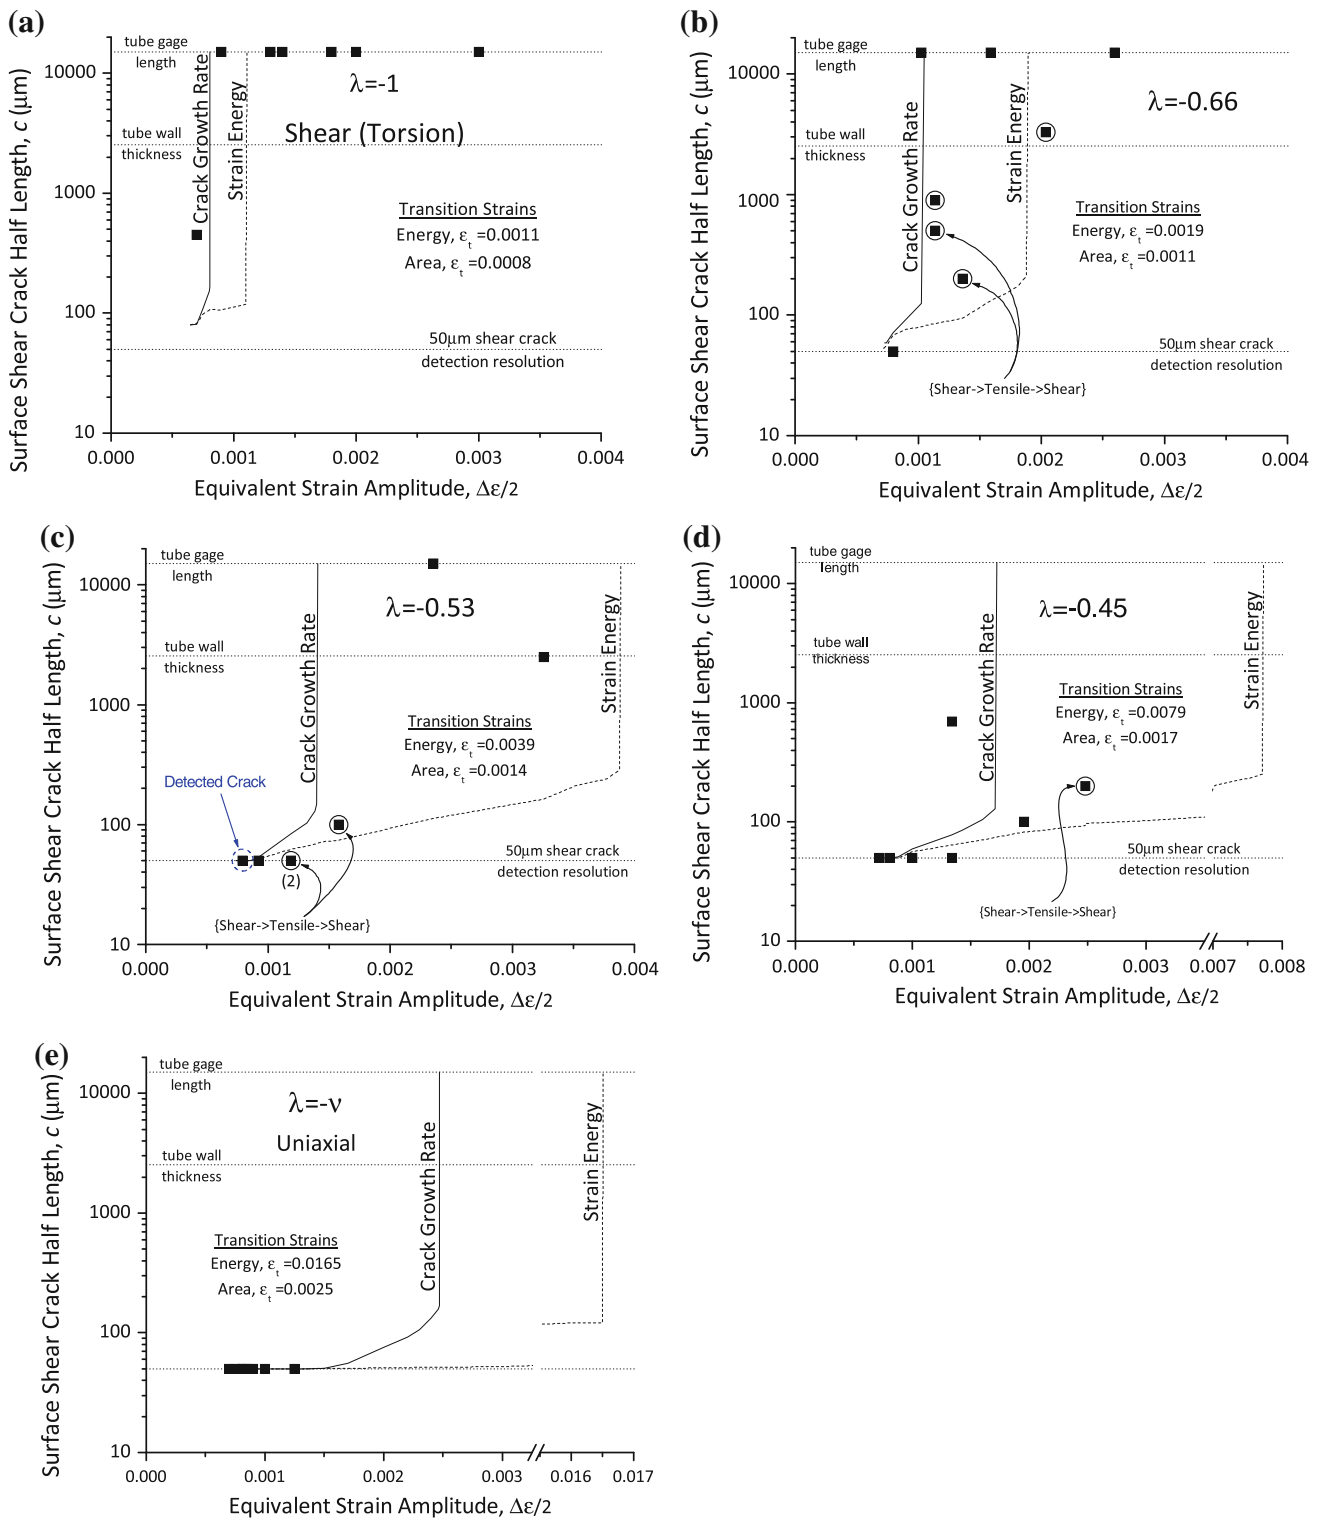 (a)
tube gage
length
10000
Crack Growth Rate
Strain Energy
λ=-1
Shear (Torsion)
tube wall
thickness
1000
Transition Strains
Energy, εt=0.0011
Area, εt=0.0008
100
50μm shear crack
detection resolution
10
0.000 0.001 0.002 0.003 0.004
Equivalent Strain Amplitude, Δε/2
Surface Shear Crack Half Length, c (μm)
(b)
tube gage
length
10000
Crack Growth Rate
Strain Energy
λ=-0.66
tube wall
thickness
1000
Transition Strains
Energy, εt=0.0019
Area, εt=0.0011
100
50μm shear crack
detection resolution
{Shear->Tensile->Shear}
10
0.000 0.001 0.002 0.003 0.004
Equivalent Strain Amplitude, Δε/2
Surface Shear Crack Half Length, c (μm)
(c)
tube gage
length
10000
Crack Growth Rate
Strain Energy
λ=-0.53
tube wall
thickness
1000
Transition Strains
Energy, εt=0.0039
Area, εt=0.0014
Detected Crack
100
50μm shear crack
detection resolution
(2)
{Shear->Tensile->Shear}
10
0.000 0.001 0.002 0.003 0.004
Equivalent Strain Amplitude, Δε/2
Surface Shear Crack Half Length, c (μm)
(d)
tube gage
length
10000
Crack Growth Rate
Strain Energy
λ=-0.45
tube wall
thickness
1000
Transition Strains
Energy, εt=0.0079
Area, εt=0.0017
100
50μm shear crack
detection resolution
{Shear->Tensile->Shear}
10
0.000 0.001 0.002 0.003 0.007 0.008
Equivalent Strain Amplitude, Δε/2
Surface Shear Crack Half Length, c (μm)
(e)
tube gage
length
10000
λ=-ν
Uniaxial
Crack Growth Rate
Strain Energy
tube wall
thickness
1000
Transition Strains
Energy, εt=0.0165
Area, εt=0.0025
100
10
0.000 0.001 0.002 0.003 0.016 0.017
Equivalent Strain Amplitude, Δε/2
Surface Shear Crack Half Length, c (μm)